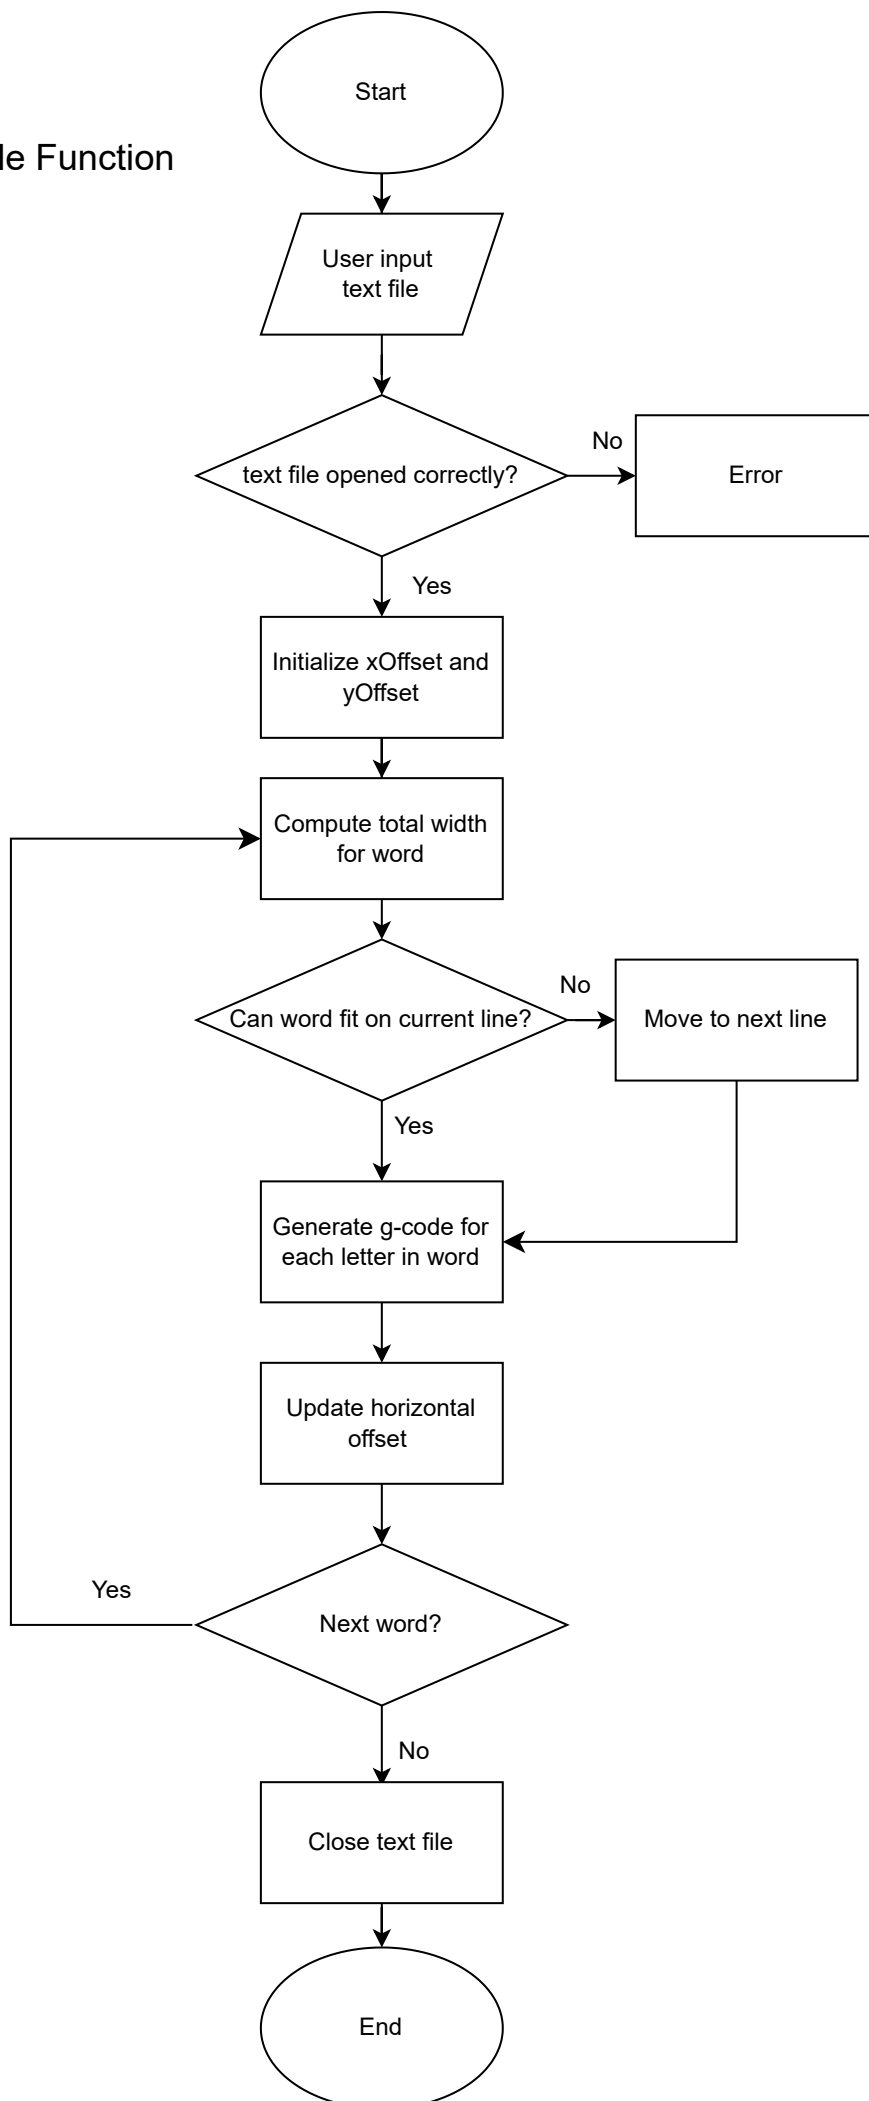 Start
le Function
User input
text file
text file opened correctly?
No
Error
Yes
Initialize xOffset and
yOffset
Compute total width
for word
Can word fit on current line?
No
Move to next line
Yes
Generate g-code for
each letter in word
Update horizontal
offset
Yes
Next word?
No
Close text file
End